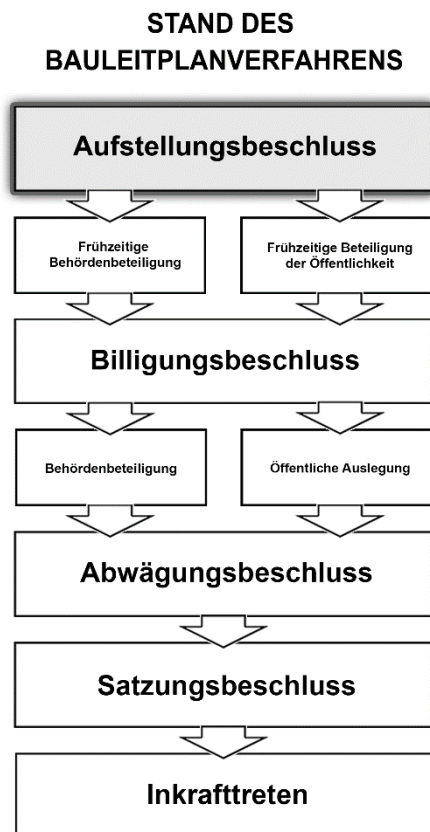 STAND DES
BAULEITPLANVERFAHRENS
Aufstellungsbeschluss
Frühzeitige
Behördenbeteiligung
Frühzeitige Beteiligung
der Öffentlichkeit
Billigungsbeschluss
Behördenbeteiligung
Öffentliche Auslegung
Abwägungsbeschluss
Satzungsbeschluss
Inkrafttreten